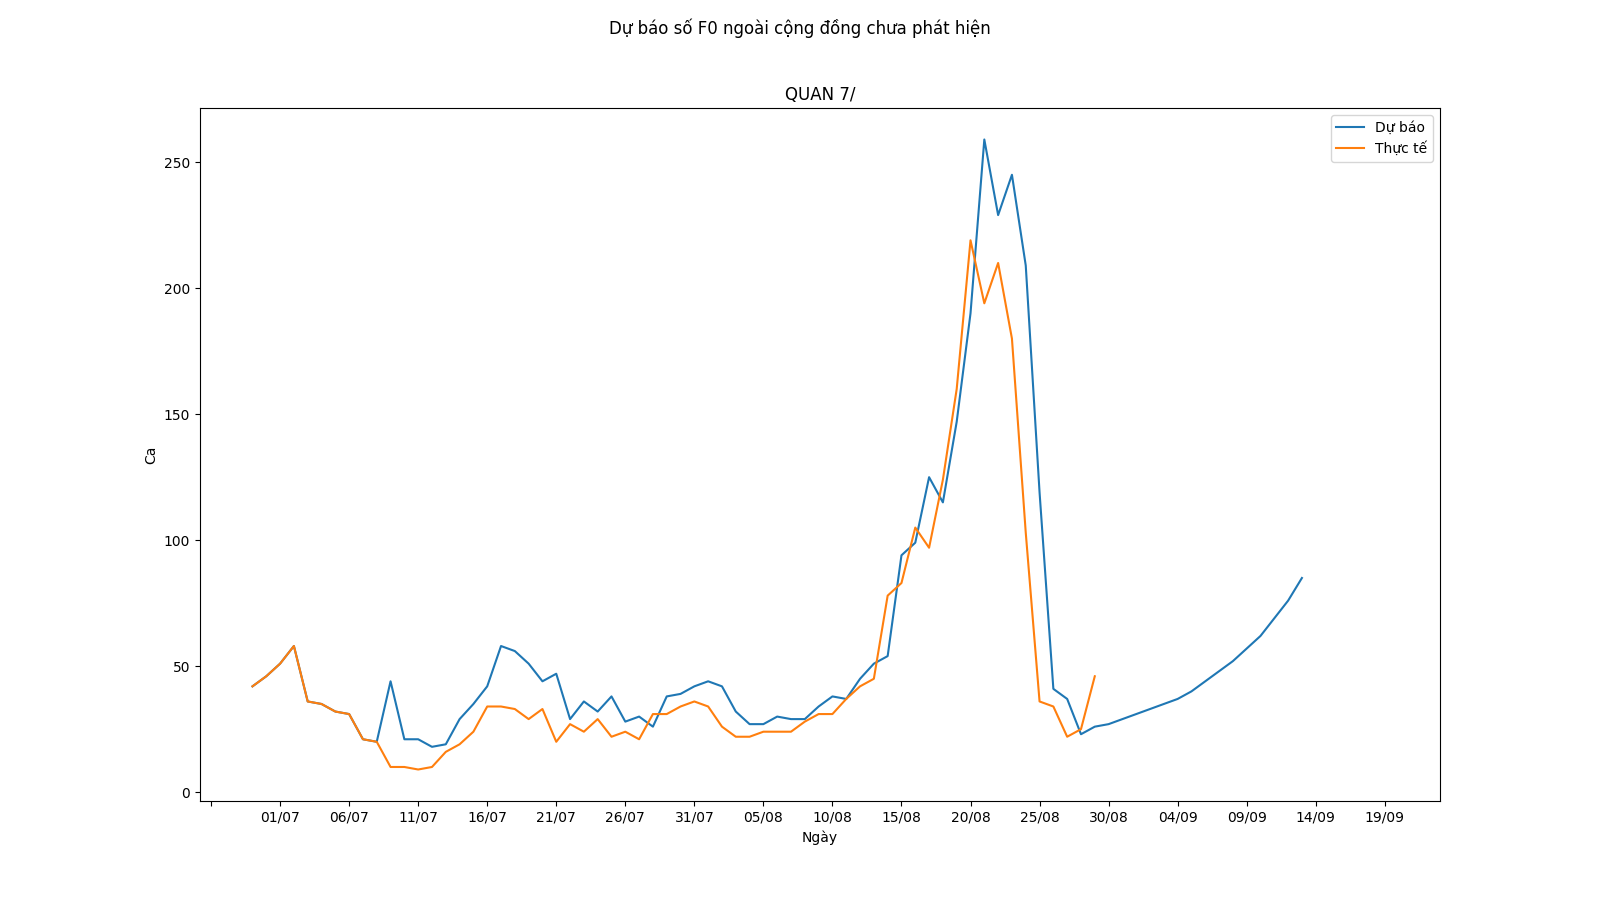 Dự báo số F0 ngoài cộng đồng chưa phát hiện
QUAN 7/
Dự báo
Thực tế
250
200
150
100
50
0
Ca
01/07 06/07 11/07 16/07 21/07 26/07 31/07 05/08 10/08 15/08 20/08 25/08 30/08 04/09 09/09 14/09 19/09
Ngày